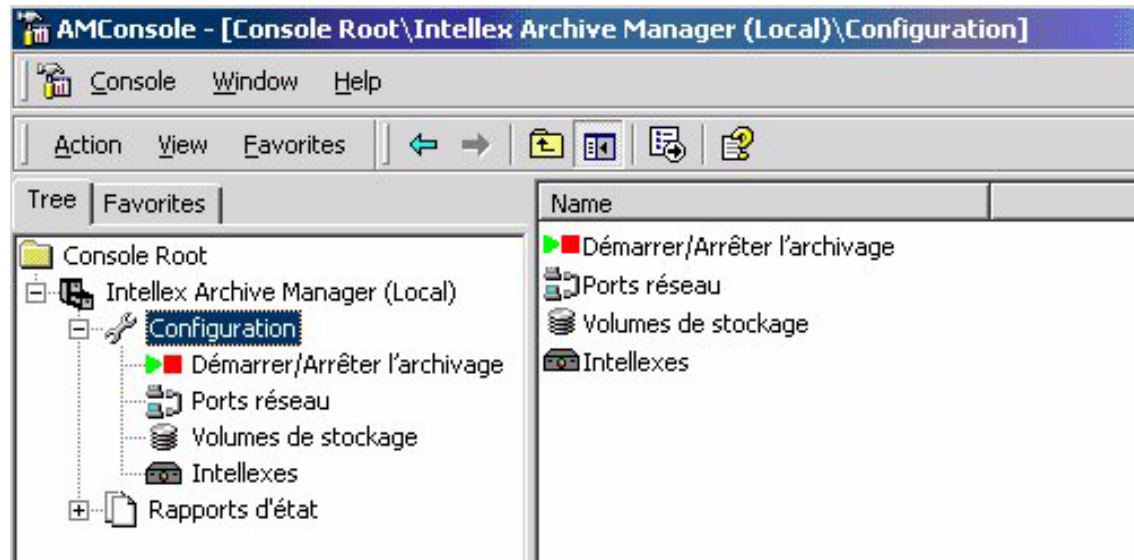 AMConsole - [Console Root\Intellex Archive Manager (Local)\Configuration]
Console Window Help
Action View Favorites
Tree Favorites
Name
Console Root
Intellex Archive Manager (Local)
Configuration
Démarrer/Arrêter l'archivage
Ports réseau
Volumes de stockage
Intellexes
Rapports d'état
Démarrer/Arrêter l'archivage
Ports réseau
Volumes de stockage
Intellexes